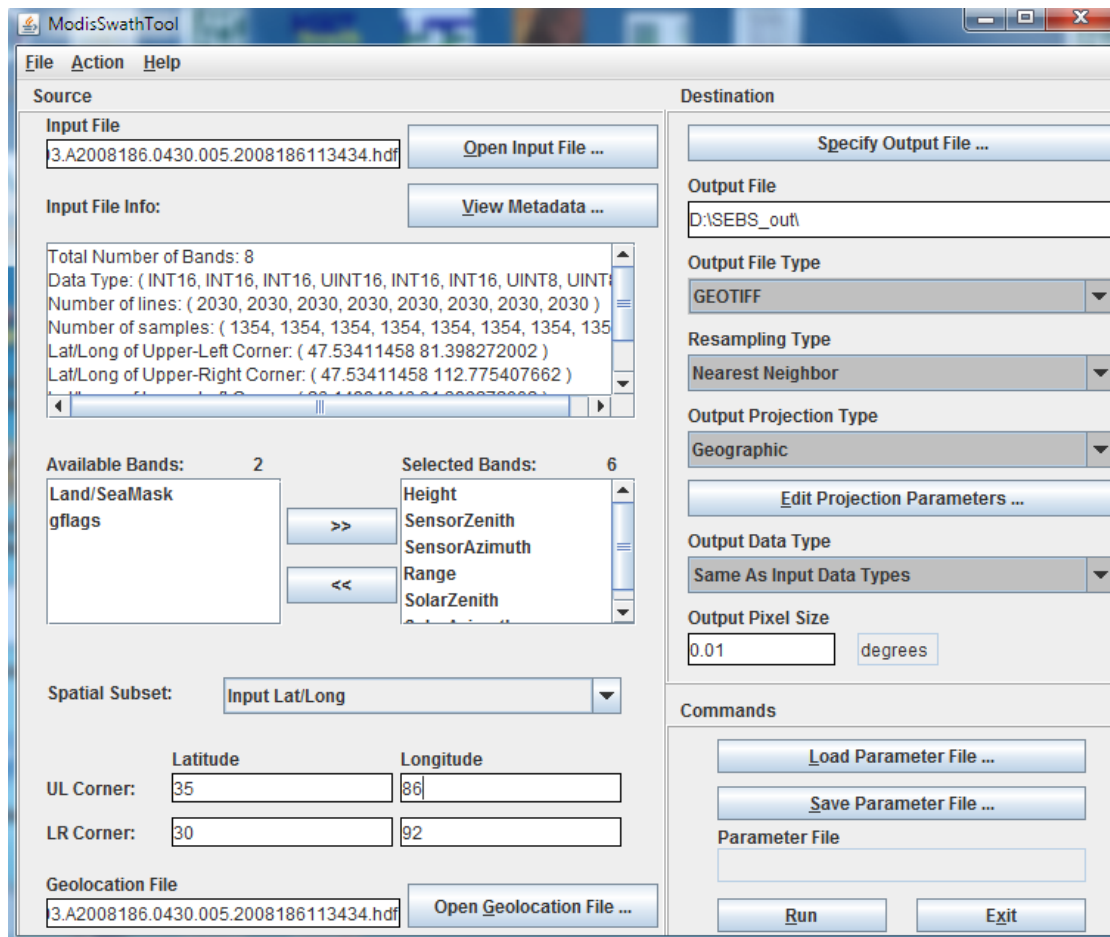 ModisSwathTool
File Action Help
Source
Input File
03.A2008186.0430.005.2008186113434.hdf
Open Input File ...
Input File Info:
View Metadata ...
Total Number of Bands: 8
Data Type: ( INT16, INT16, INT16, UINT16, INT16, INT16, UINT8, UINT8
Number of lines: ( 2030, 2030, 2030, 2030, 2030, 2030, 2030, 2030 )
Number of samples: ( 1354, 1354, 1354, 1354, 1354, 1354, 1354, 135
Lat/Long of Upper-Left Corner: ( 47.53411458 81.398272002 )
Lat/Long of Upper-Right Corner: ( 47.53411458 112.775407662 )
Available Bands: 2
Land/SeaMask
gflags
>>
<<
Selected Bands: 6
Height
SensorZenith
SensorAzimuth
Range
SolarZenith
Spatial Subset:
Input Lat/Long
Latitude Longitude
UL Corner: 35 86
LR Corner: 30 92
Geolocation File
03.A2008186.0430.005.2008186113434.hdf
Open Geolocation File ...
Destination
Specify Output File ...
Output File
D:\SEBS_out\
Output File Type
GEOTIFF
Resampling Type
Nearest Neighbor
Output Projection Type
Geographic
Edit Projection Parameters ...
Output Data Type
Same As Input Data Types
Output Pixel Size
0.01 degrees
Commands
Load Parameter File ...
Save Parameter File ...
Parameter File
Run Exit